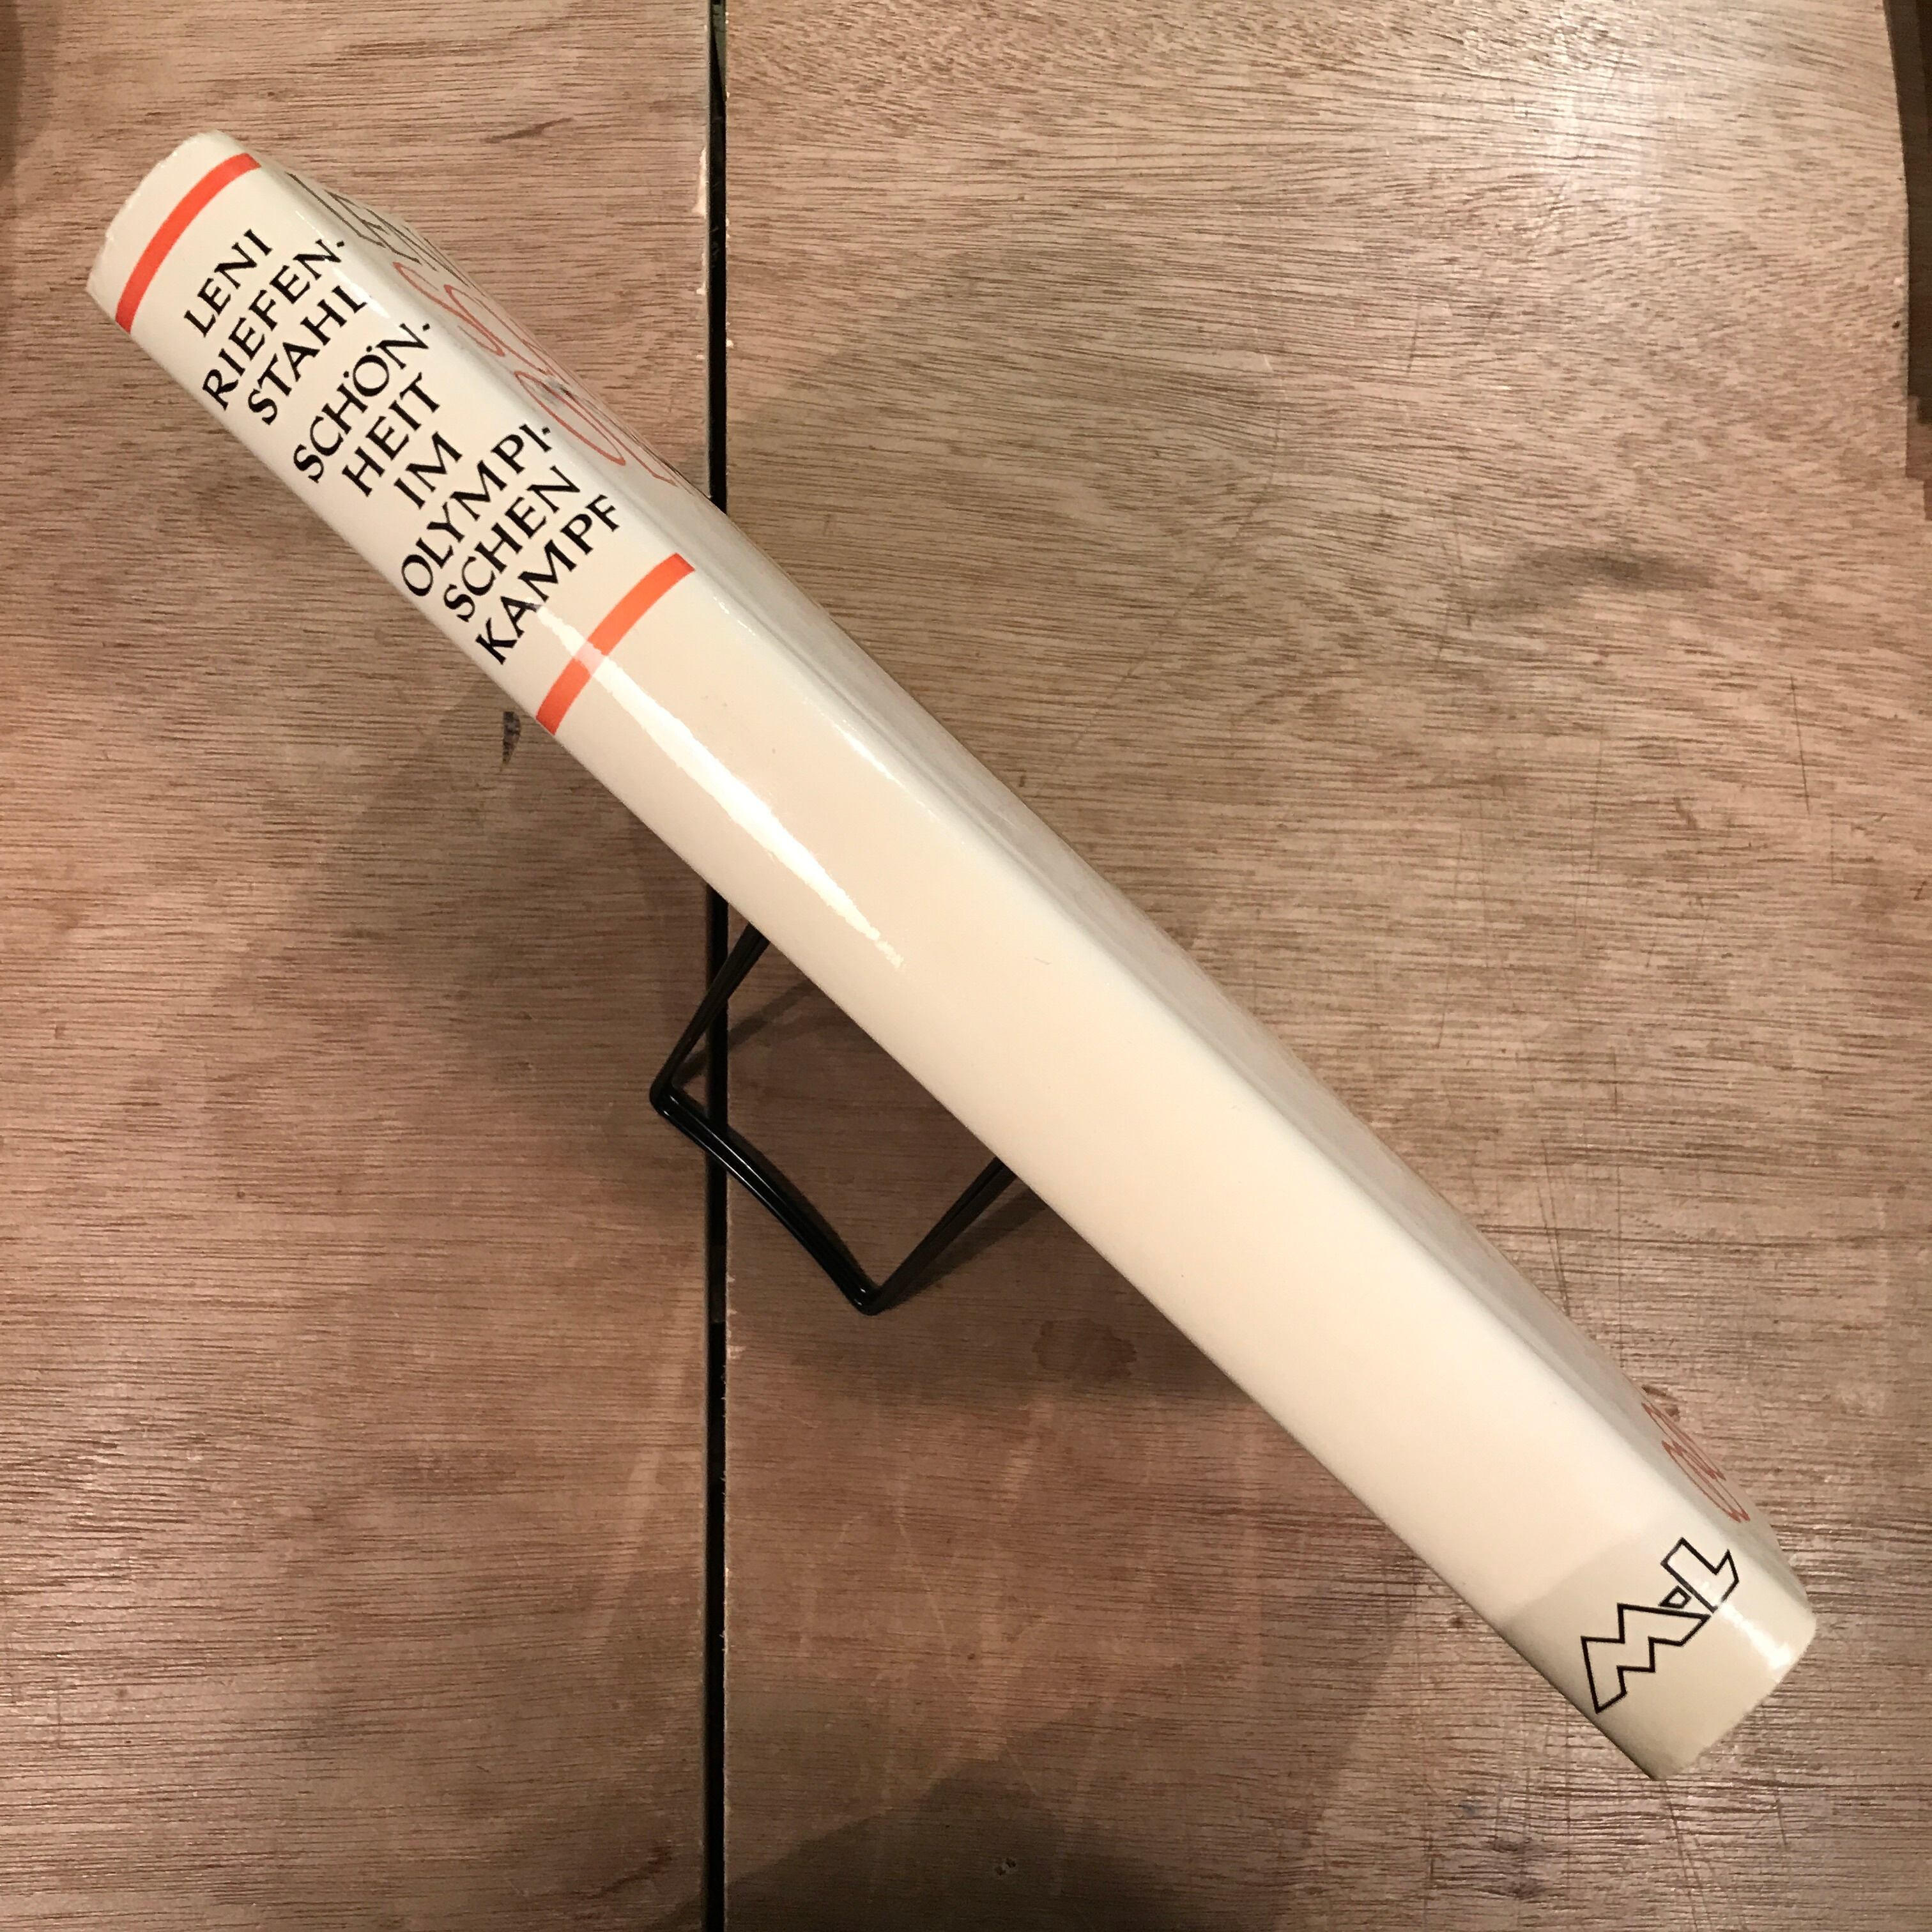 LENI
RIEFEN-
STAHL
SCHÖN-
HEIT
IM
OLYMPI-
SCHEN
KAMPF